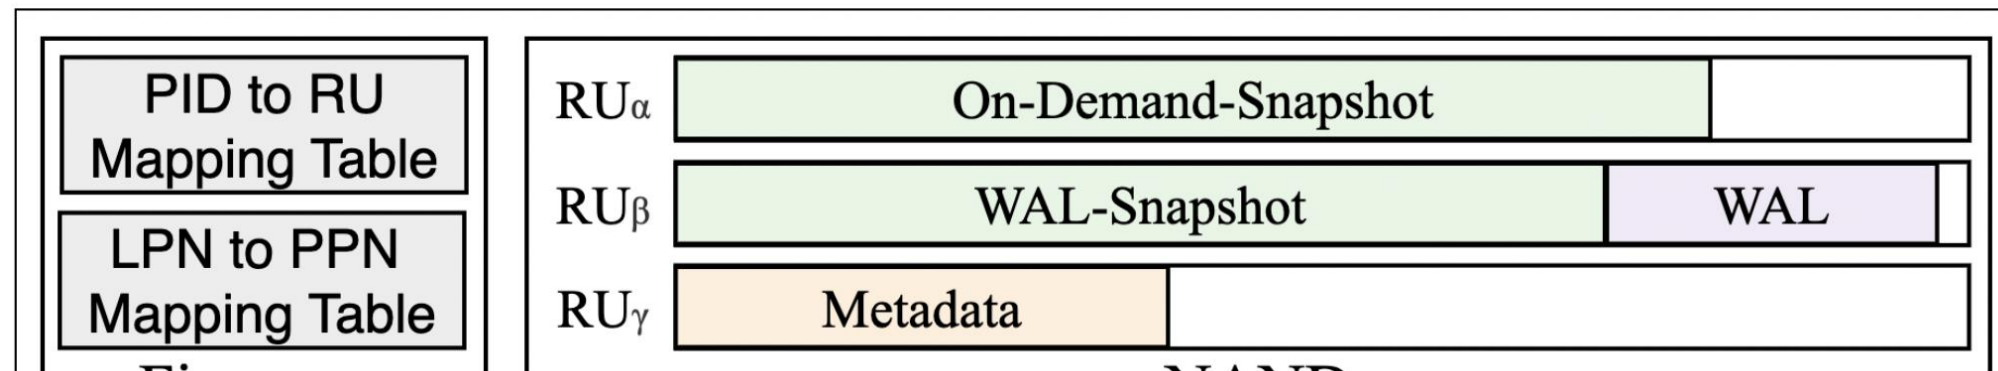 PID to RU
Mapping Table
LPN to PPN
Mapping Table
RUα
On-Demand-Snapshot
RUβ
WAL-Snapshot
WAL
RUγ
Metadata